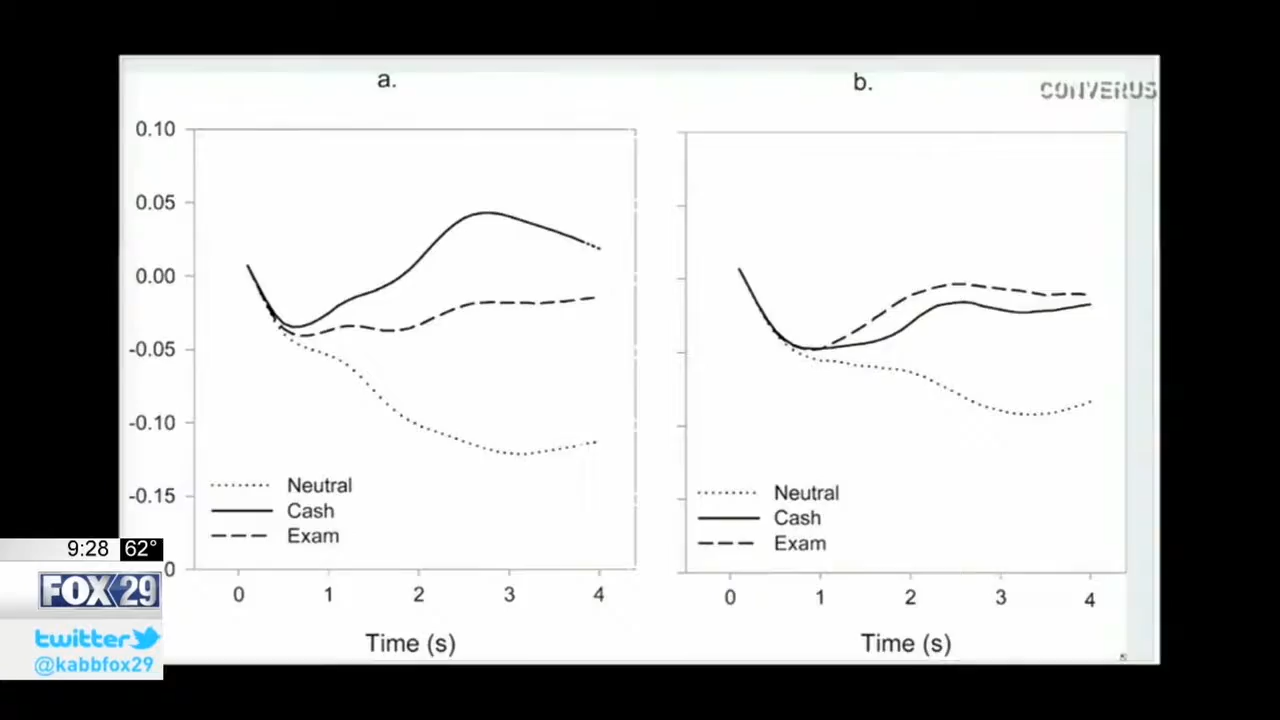 a.
b.
CONVERUS
0.10
0.05
0.00
-0.05
-0.10
-0.15
0
Neutral
Cash
Exam
Neutral
Cash
Exam
0 1 2 3 4
0 1 2 3 4
Time (s)
Time (s)
9:28 62°
FOX 29
twitter
@kabbfox29